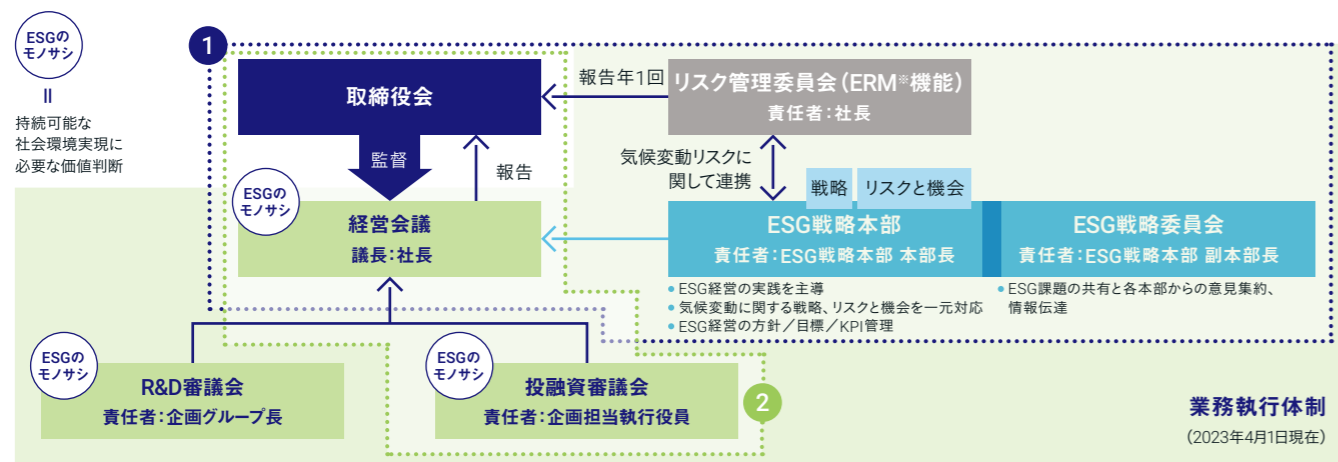 ESGの
モノサシ
=
持続可能な
社会環境実現に
必要な価値判断
1
取締役会
報告年1回
リスク管理委員会(ERM※機能)
責任者:社長
監督
報告
気候変動リスクに
関して連携
戦略
リスクと機会
ESGの
モノサシ
経営会議
議長:社長
ESG戦略本部
責任者:ESG戦略本部 本部長
ESG戦略委員会
責任者:ESG戦略本部 副本部長
● ESG経営の実践を主導
● 気候変動に関する戦略、リスクと機会を一元対応
● ESG経営の方針/目標/KPI管理
● ESG課題の共有と各本部からの意見集約、
情報伝達
ESGの
モノサシ
R&D審議会
責任者:企画グループ長
ESGの
モノサシ
投融資審議会
責任者:企画担当執行役員
2
業務執行体制
(2023年4月1日現在)